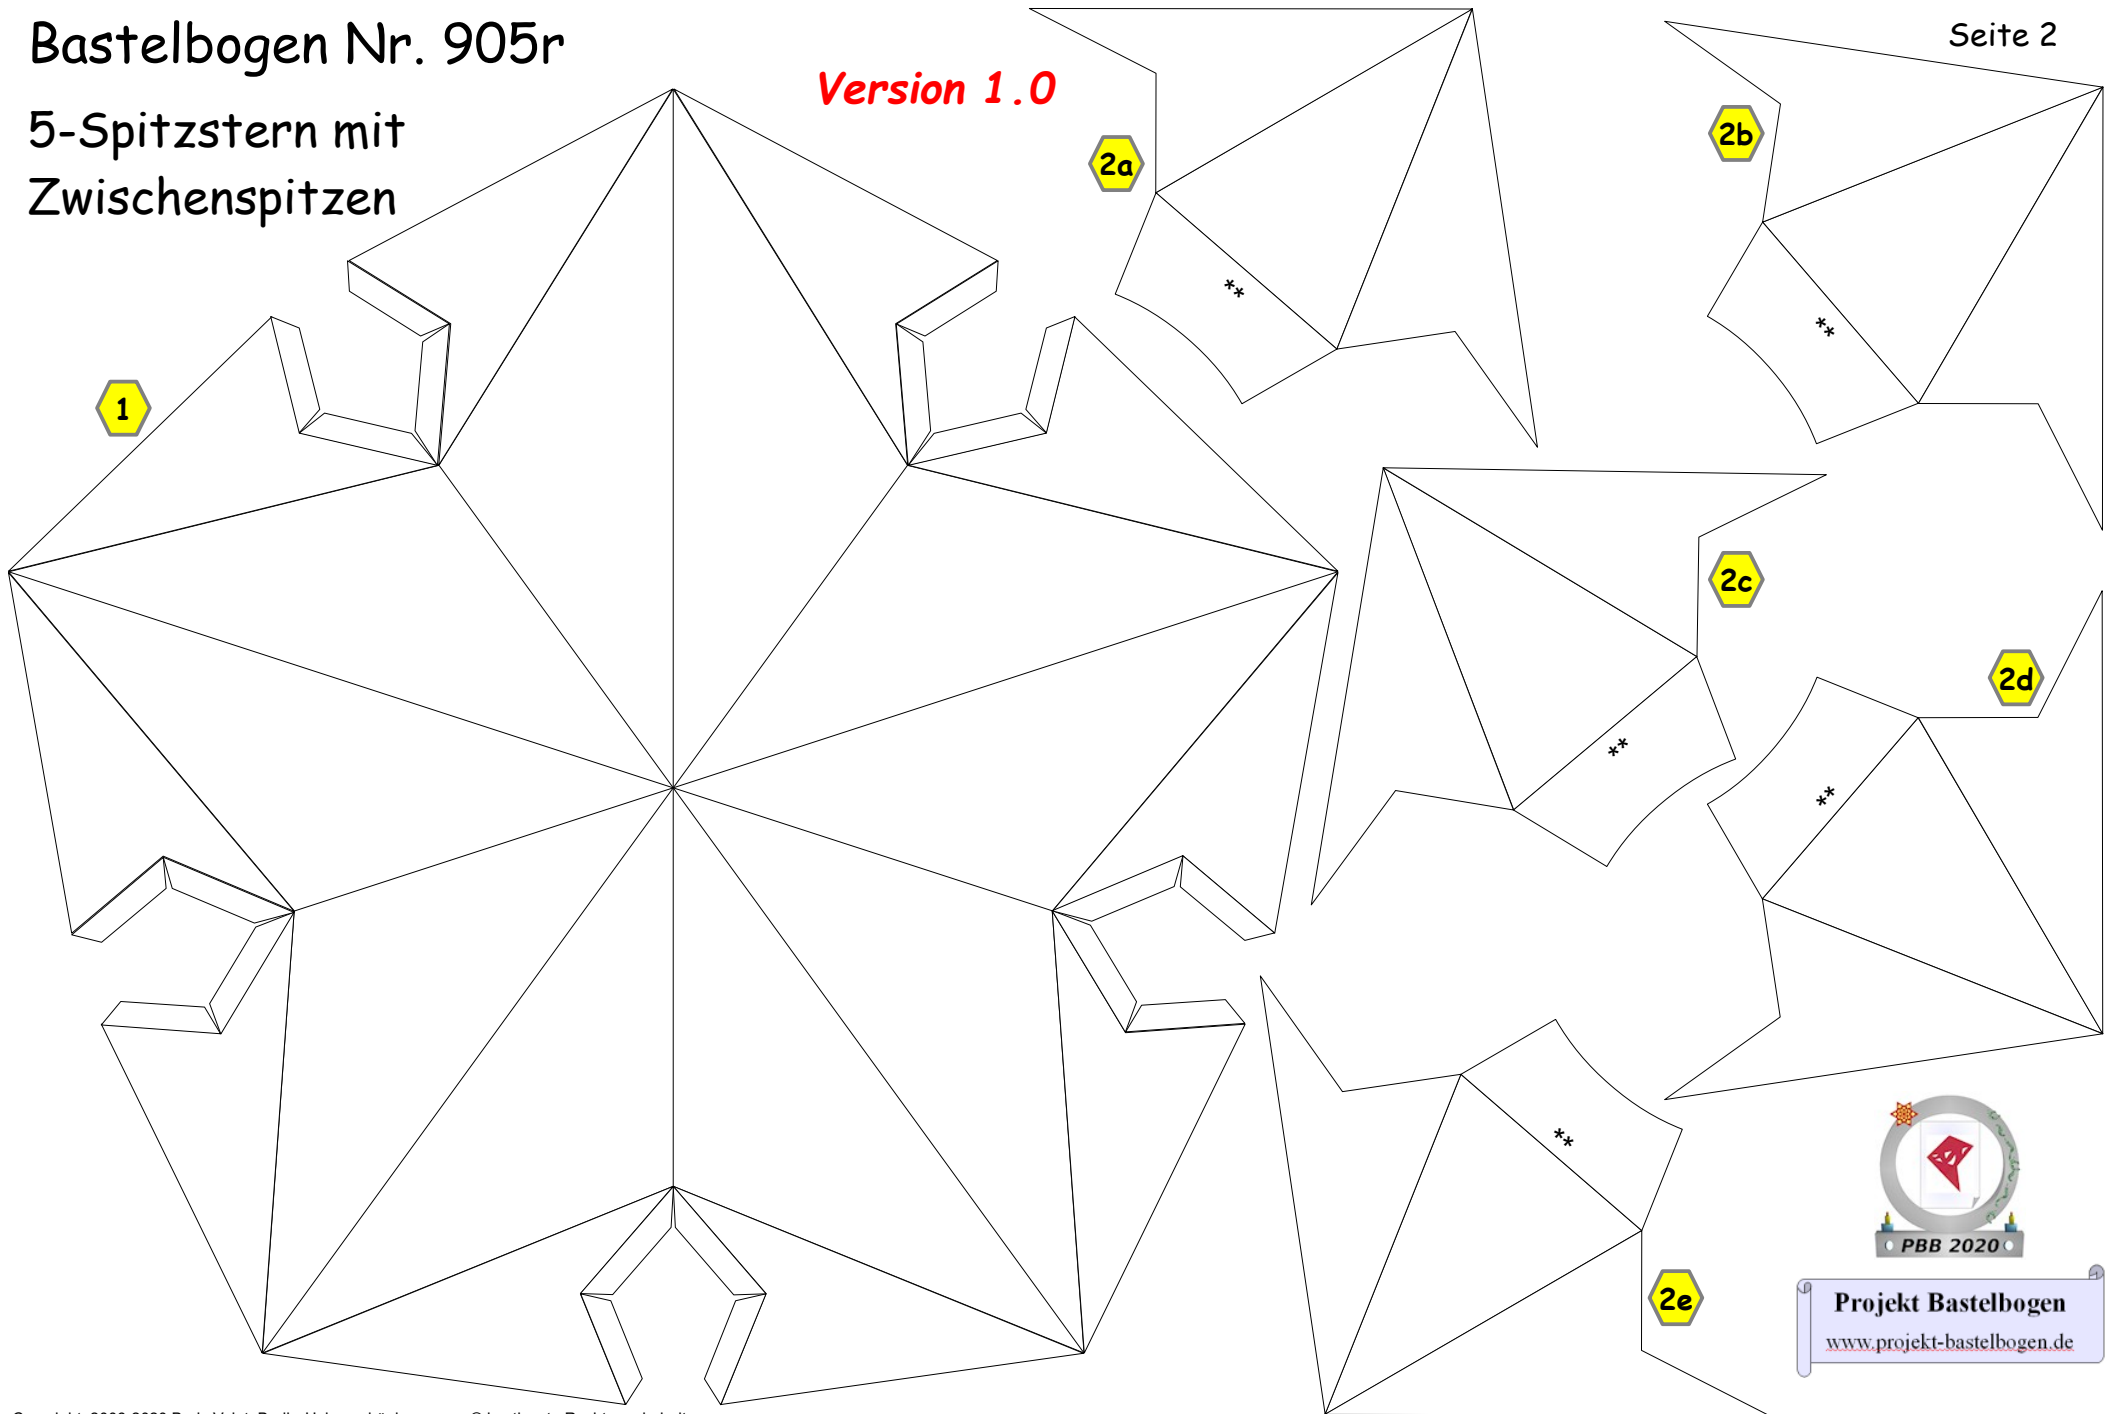 Bastelbogen Nr. 905r
Seite 2
Version 1.0
5-Spitzstern mit
Zwischenspitzen
2a
2b
**
**
1
2c
2d
**
**
**
2e
PBB 2020
Projekt Bastelbogen
www.projekt-bastelbogen.de